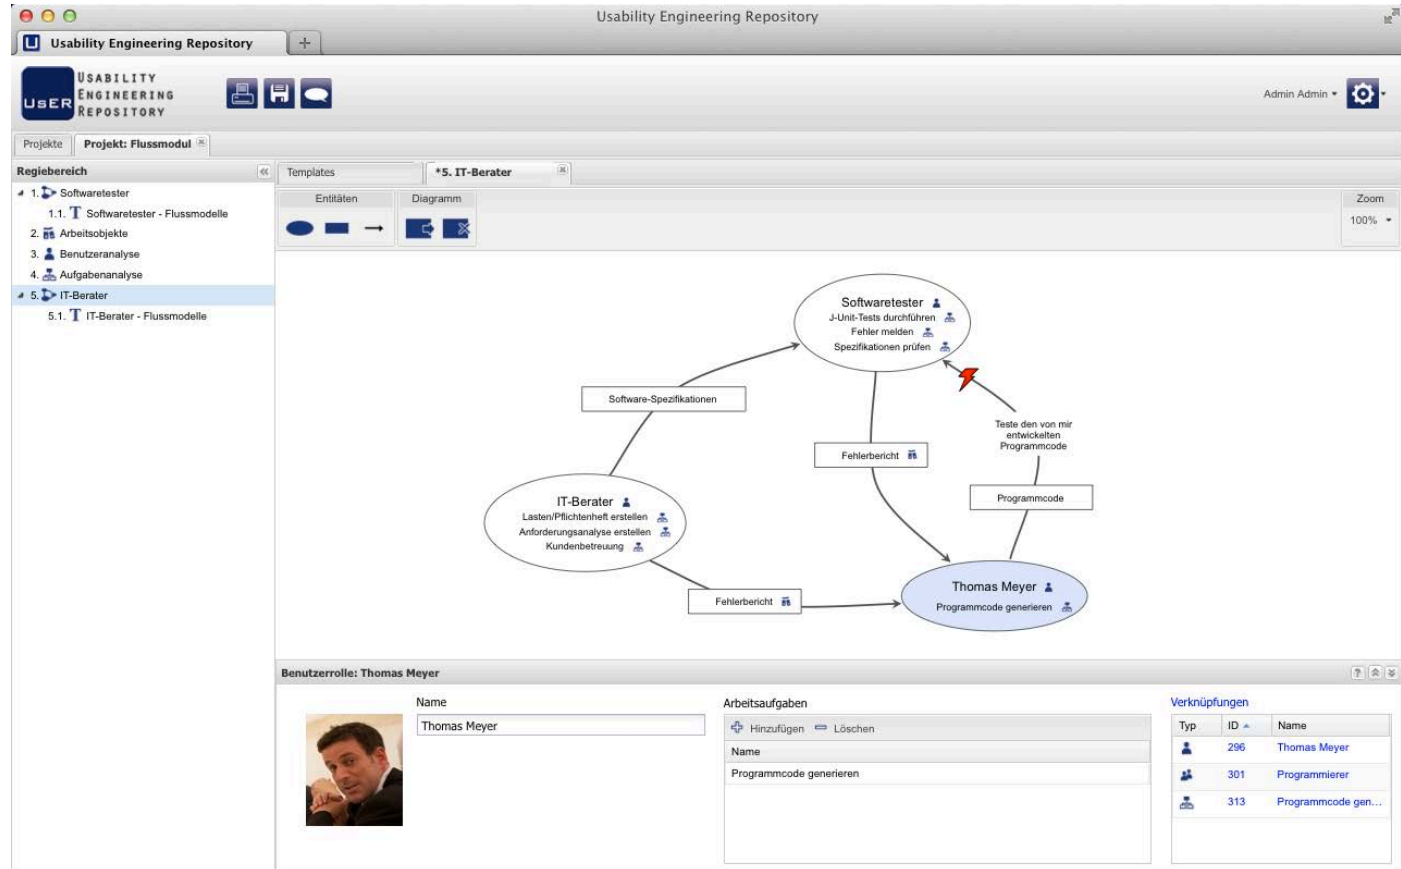 Usability Engineering Repository
Usability Engineering Repository
USER
USABILITY
ENGINEERING
REPOSITORY
Admin Admin
Projekte
Projekt: Flussmodul
Regiebereich
1. Softwaretester
1.1. T Softwaretester - Flussmodelle
2. Arbeitsobjekte
3. Benutzeranalyse
4. Aufgabenanalyse
5. IT-Berater
5.1. T IT-Berater - Flussmodelle
Templates
*5. IT-Berater
Entitäten
Diagramm
Zoom
100%
Softwaretester
J-Unit-Tests durchführen
Fehler melden
Spezifikationen prüfen
Software-Spezifikationen
Teste den von mir
entwickelten
Programmcode
Fehlerbericht
Programmcode
IT-Berater
Lasten/Pflichtenheft erstellen
Anforderungsanalyse erstellen
Kundenbetreuung
Thomas Meyer
Programmcode generieren
Fehlerbericht
Benutzerrolle: Thomas Meyer
Name
Thomas Meyer
Arbeitsaufgaben
Hinzufügen Löschen
Name
Programmcode generieren
Verknüpfungen
Typ ID Name
296 Thomas Meyer
301 Programmierer
313 Programmcode gen...